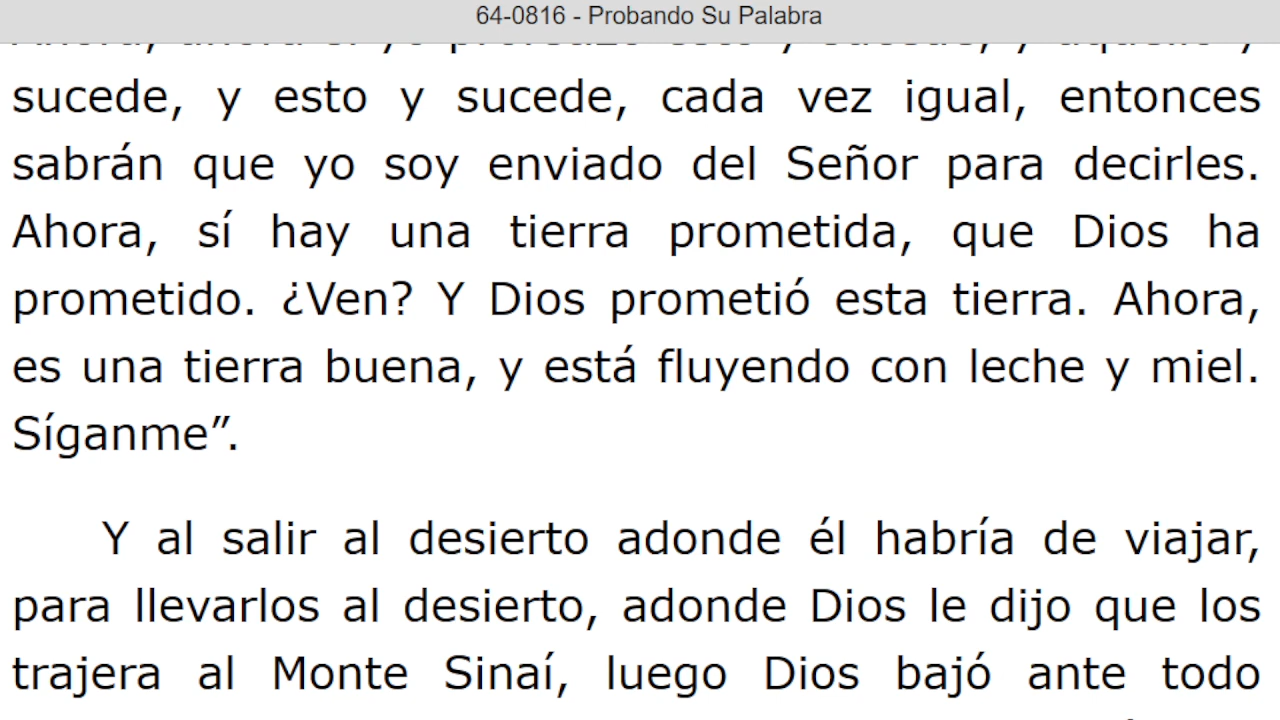 64-0816 - Probando Su Palabra
sucede, y esto y sucede, cada vez igual, entonces
sabrán que yo soy enviado del Señor para decirles.
Ahora, sí hay una tierra prometida, que Dios ha
prometido. ¿Ven? Y Dios prometió esta tierra. Ahora,
es una tierra buena, y está fluyendo con leche y miel.
Síganme”.
Y al salir al desierto adonde él habría de viajar,
para llevarlos al desierto, adonde Dios le dijo que los
trajera al Monte Sinaí, luego Dios bajó ante todo